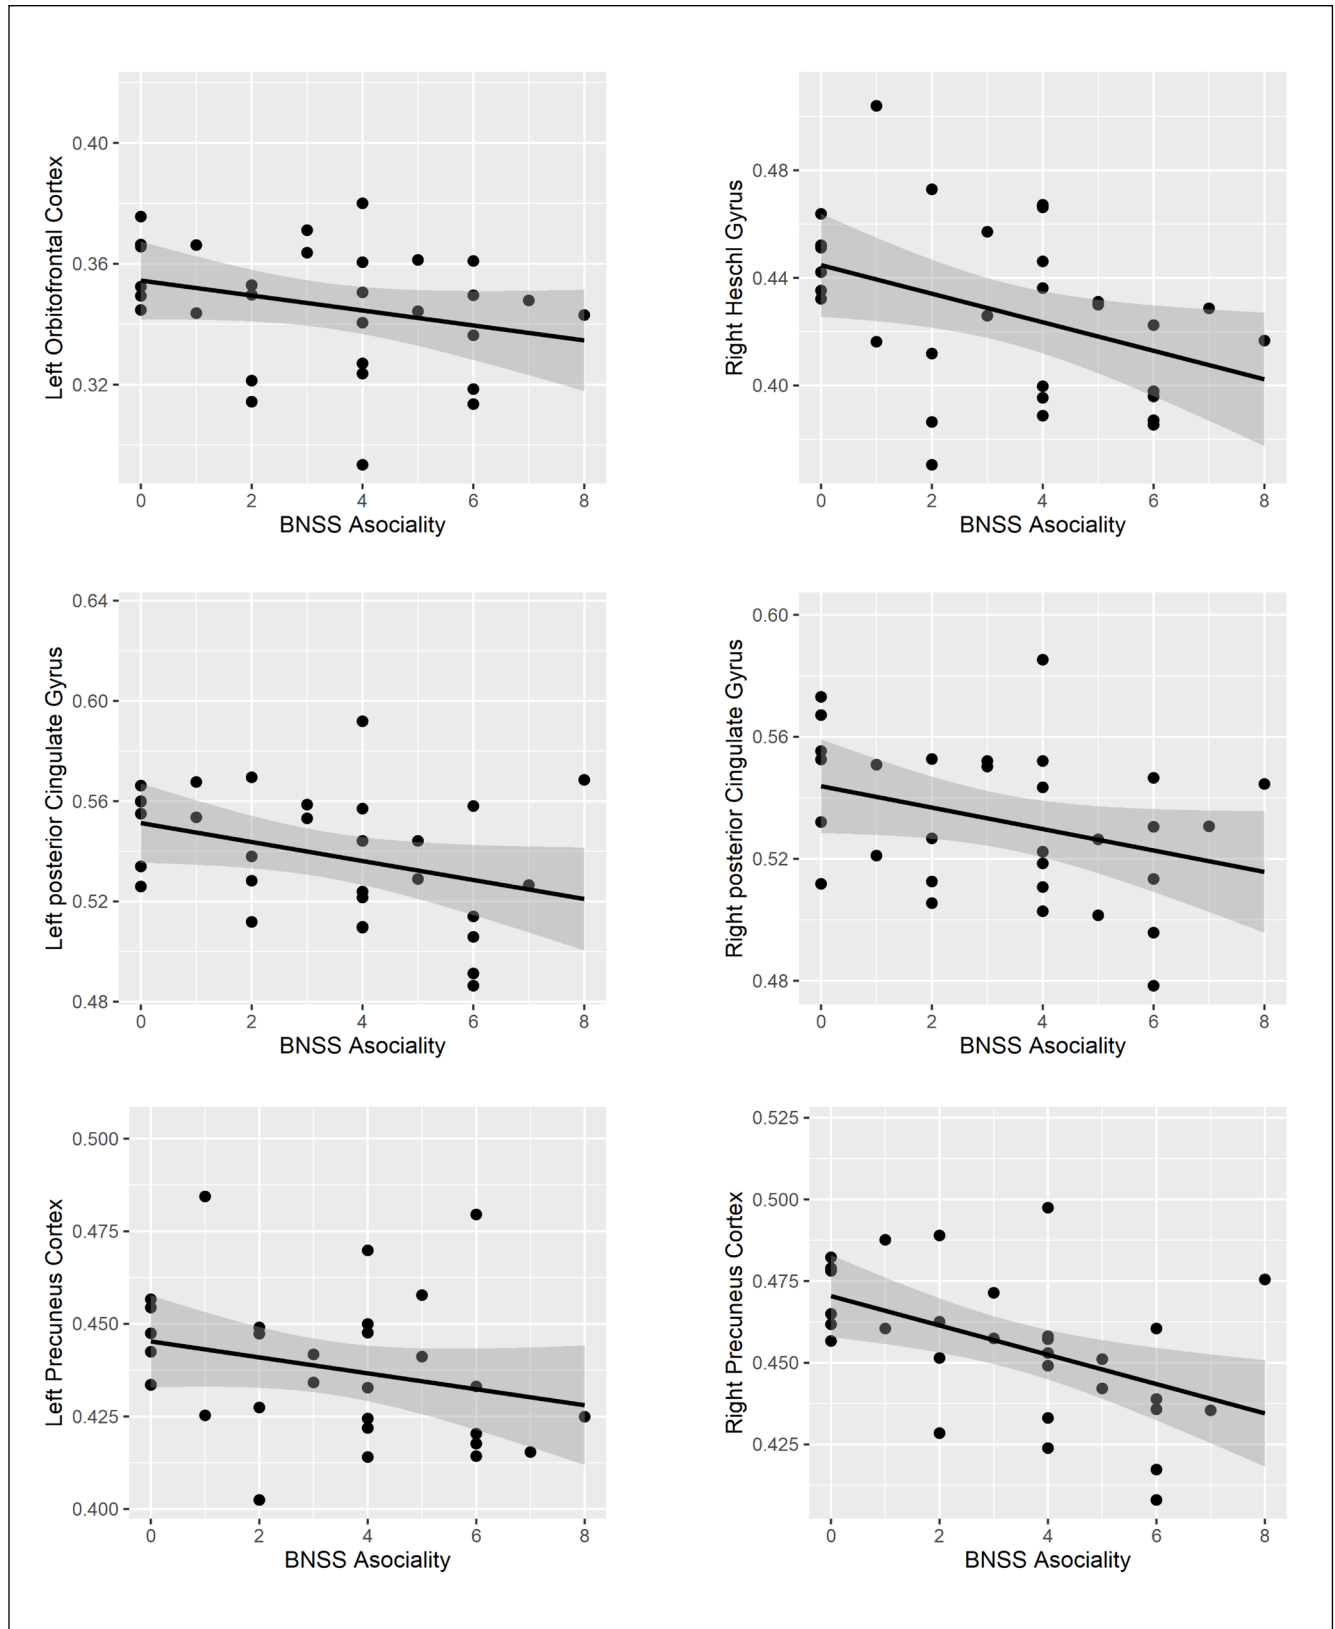 Left Orbitofrontal Cortex
0.40
0.36
0.32
0 2 4 6 8
BNSS Asociality
Right Heschl Gyrus
0.48
0.44
0.40
0 2 4 6 8
BNSS Asociality
Left posterior Cingulate Gyrus
0.64
0.60
0.56
0.52
0.48
0 2 4 6 8
BNSS Asociality
Right posterior Cingulate Gyrus
0.60
0.56
0.52
0.48
0 2 4 6 8
BNSS Asociality
Left Precuneus Cortex
0.500
0.475
0.450
0.425
0.400
0 2 4 6 8
BNSS Asociality
Right Precuneus Cortex
0.525
0.500
0.475
0.450
0.425
0 2 4 6 8
BNSS Asociality